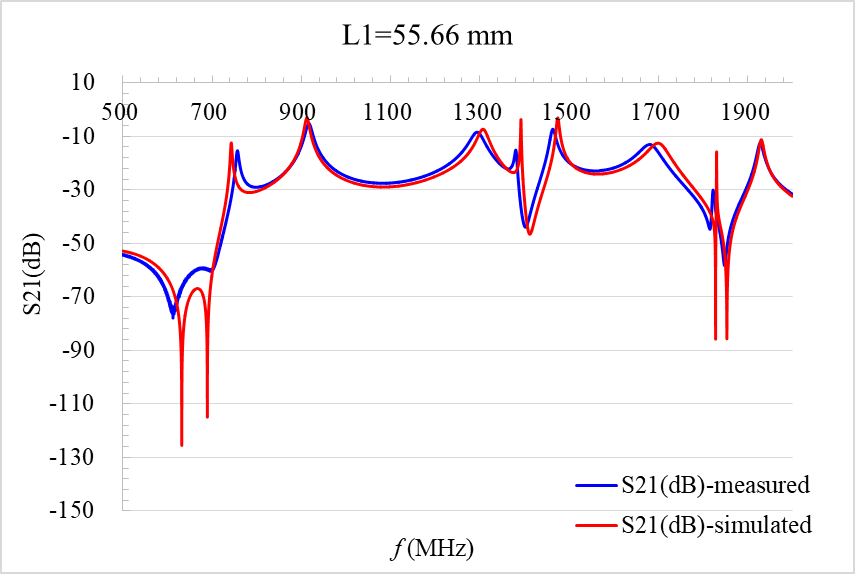 L1=55.66 mm
10
500 700 900 1100 1300 1500 1700 1900
-10
-30
-50
-70
-90
-110
-130
-150
S21(dB)
S21(dB)-measured
S21(dB)-simulated
f (MHz)